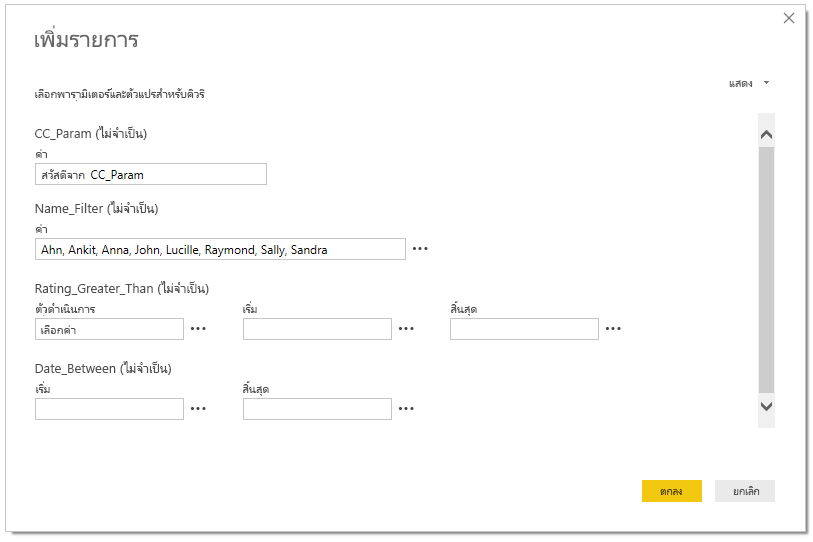 เพิ่มรายการ
แสดง
เลือกพารามิเตอร์และตัวแปรสำหรับคิวรี
CC_Param (ไม่จำเป็น)
ค่า
สวัสดีจาก CC_Param
Name_Filter (ไม่จำเป็น)
ค่า
Ahn, Ankit, Anna, John, Lucille, Raymond, Sally, Sandra
Rating_Greater_Than (ไม่จำเป็น)
ตัวดำเนินการ เริ่ม สิ้นสุด
เลือกค่า
Date_Between (ไม่จำเป็น)
เริ่ม สิ้นสุด
ตกลง ยกเลิก